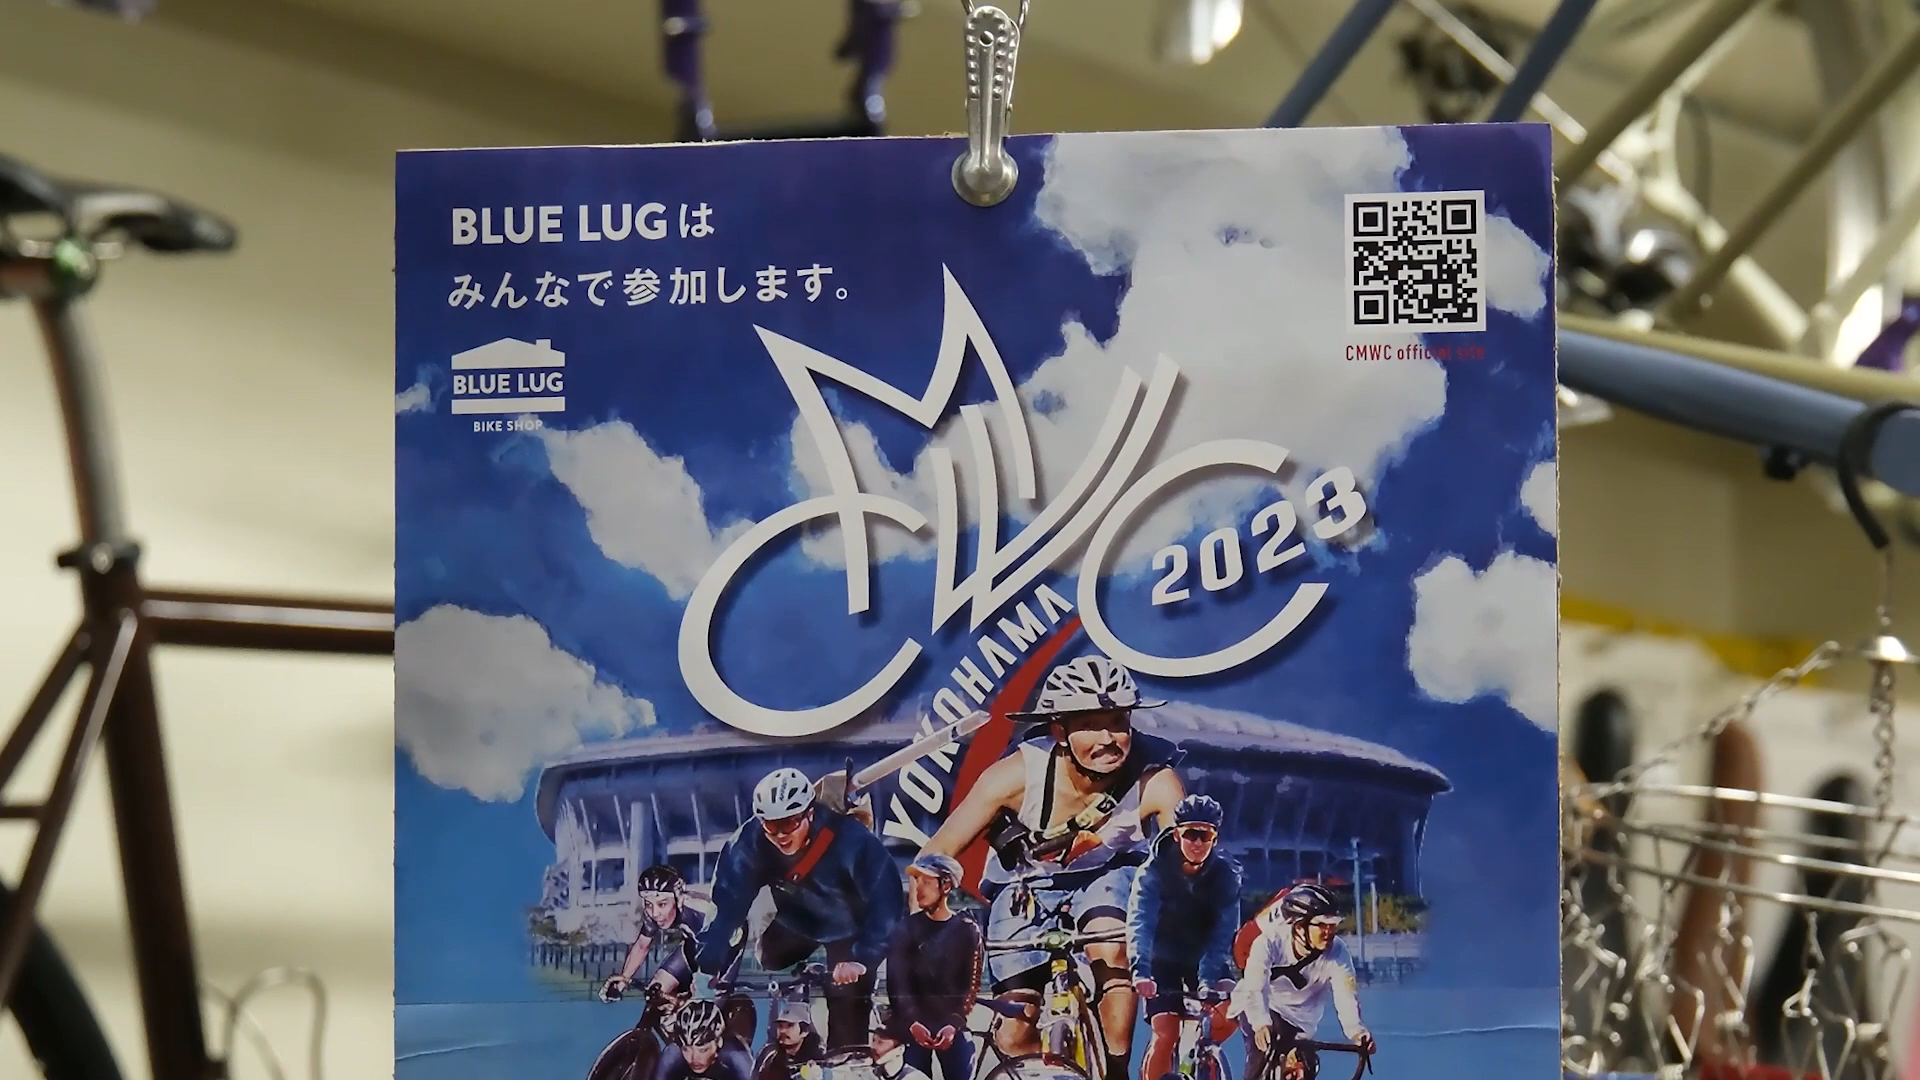 BLUE LUGは
みんなで参加します。
BLUE LUG
BIKE SHOP
CMWC official site
CMWC
2023
YOKOHAMA